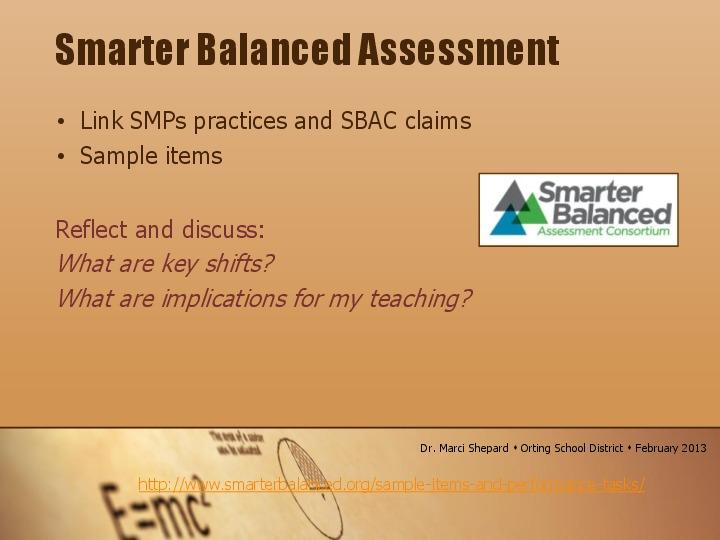 Smarter Balanced Assessment
• Link SMPs practices and SBAC claims
• Sample items
Smarter
Balanced
Assessment Consortium
Reflect and discuss:
What are key shifts?
What are implications for my teaching?
Dr. Marci Shepard • Orting School District • February 2013
http://www.smarterbalanced.org/sample-items-and-performance-tasks/
E=mc²